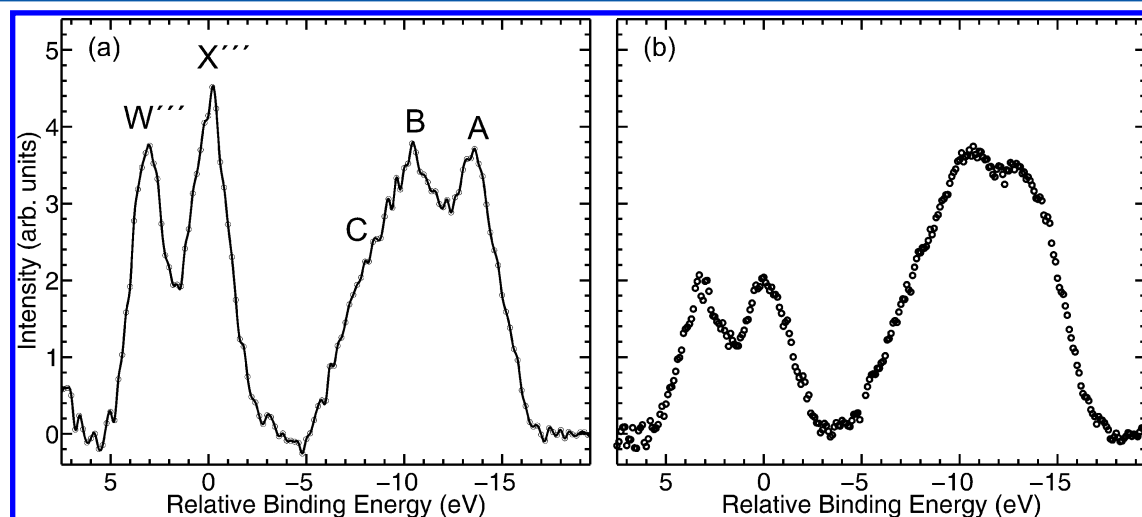 (a)
X´´´
W´´´
B
A
C
5
4
3
2
1
0
Intensity (arb. units)
5 0 −5 −10 −15
Relative Binding Energy (eV)
(b)
5 0 −5 −10 −15
Relative Binding Energy (eV)